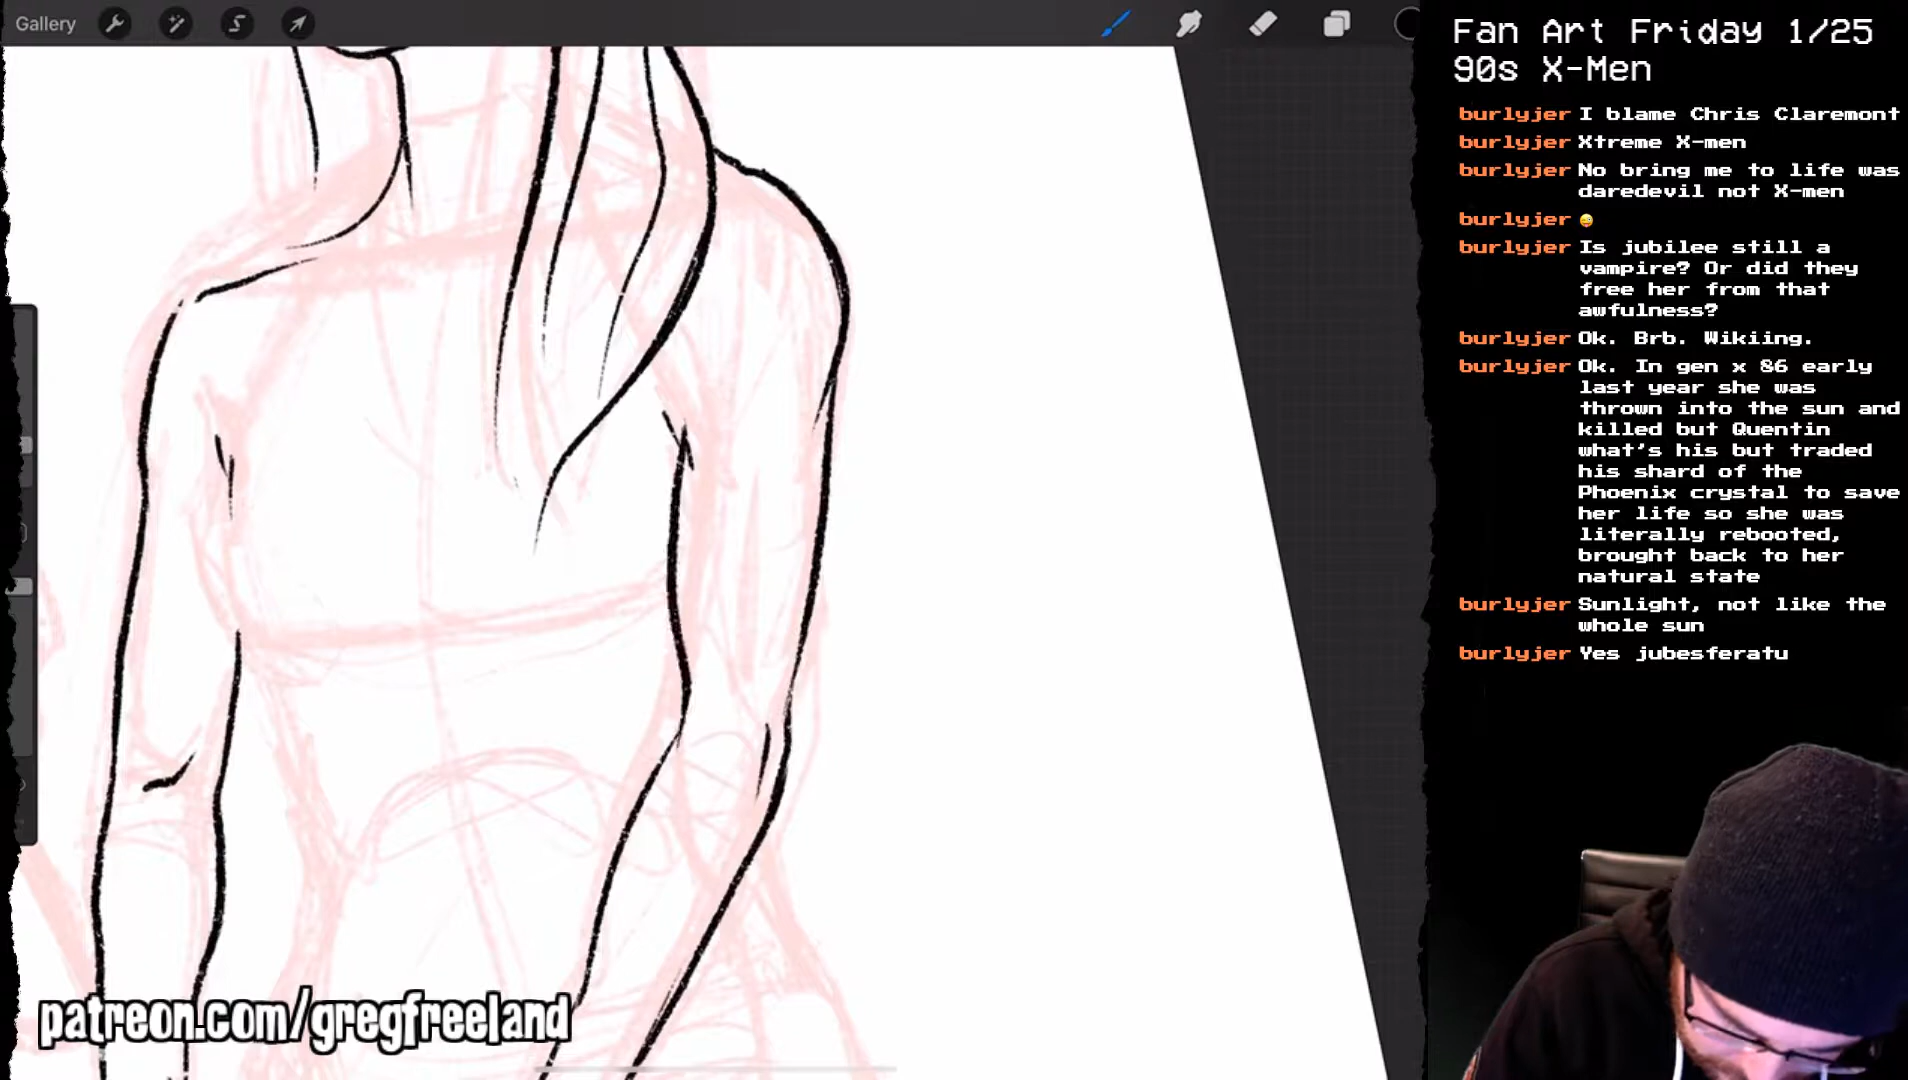 Gallery
Fan Art Friday 1/25
90s X-Men
burlyjer I blame Chris Claremont
burlyjer Xtreme X-men
burlyjer No bring me to life was
daredevil not X-men
burlyjer 😜
burlyjer Is jubilee still a
vampire? Or did they
free her from that
awfulness?
burlyjer Ok. Brb. Wikiing.
burlyjer Ok. In gen x 86 early
last year she was
thrown into the sun and
killed but Quentin
what's his but traded
his shard of the
Phoenix crystal to save
her life so she was
literally rebooted,
brought back to her
natural state
burlyjer Sunlight, not like the
whole sun
burlyjer Yes jubesferatu
patreon.com/gregfreeland